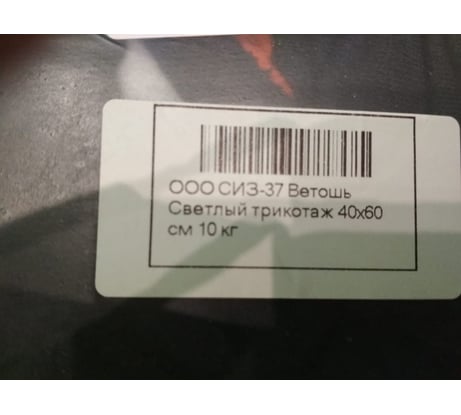 ООО СИЗ-37 Ветошь
Светлый трикотаж 40х60
см 10 кг